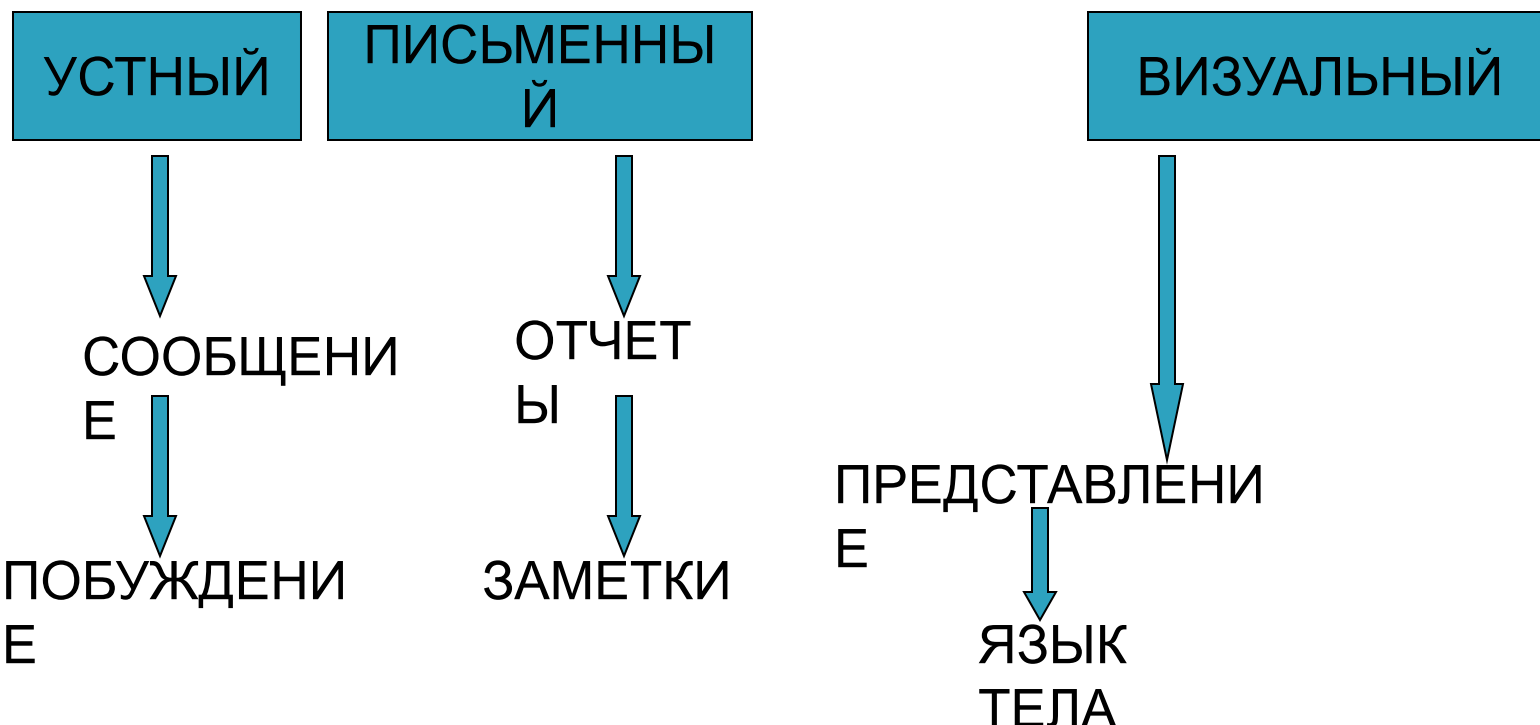 УСТНЫЙ
ПИСЬМЕННЫ
Й
ВИЗУАЛЬНЫЙ
СООБЩЕНИ
Е
ОТЧЕТ
Ы
ПРЕДСТАВЛЕНИ
Е
ПОБУЖДЕНИ
Е
ЗАМЕТКИ
ЯЗЫК
ТЕЛА